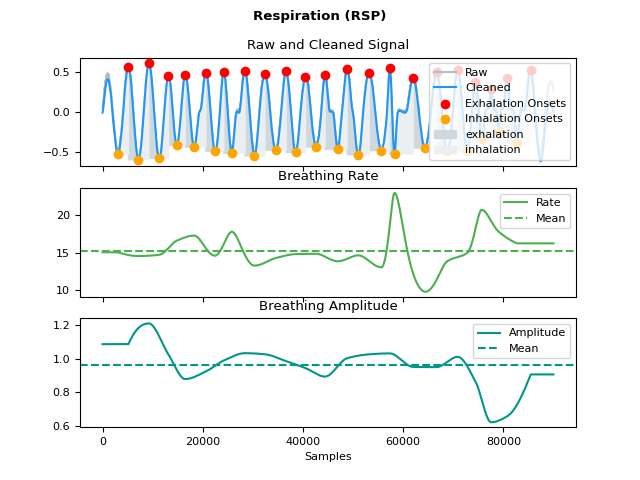 Respiration (RSP)
Raw and Cleaned Signal
0.5
0.0
−0.5
Raw
Cleaned
Exhalation Onsets
Inhalation Onsets
exhalation
inhalation
Breathing Rate
20
15
10
Rate
Mean
Breathing Amplitude
1.2
1.0
0.8
0.6
Amplitude
Mean
0
20000
40000
60000
80000
Samples